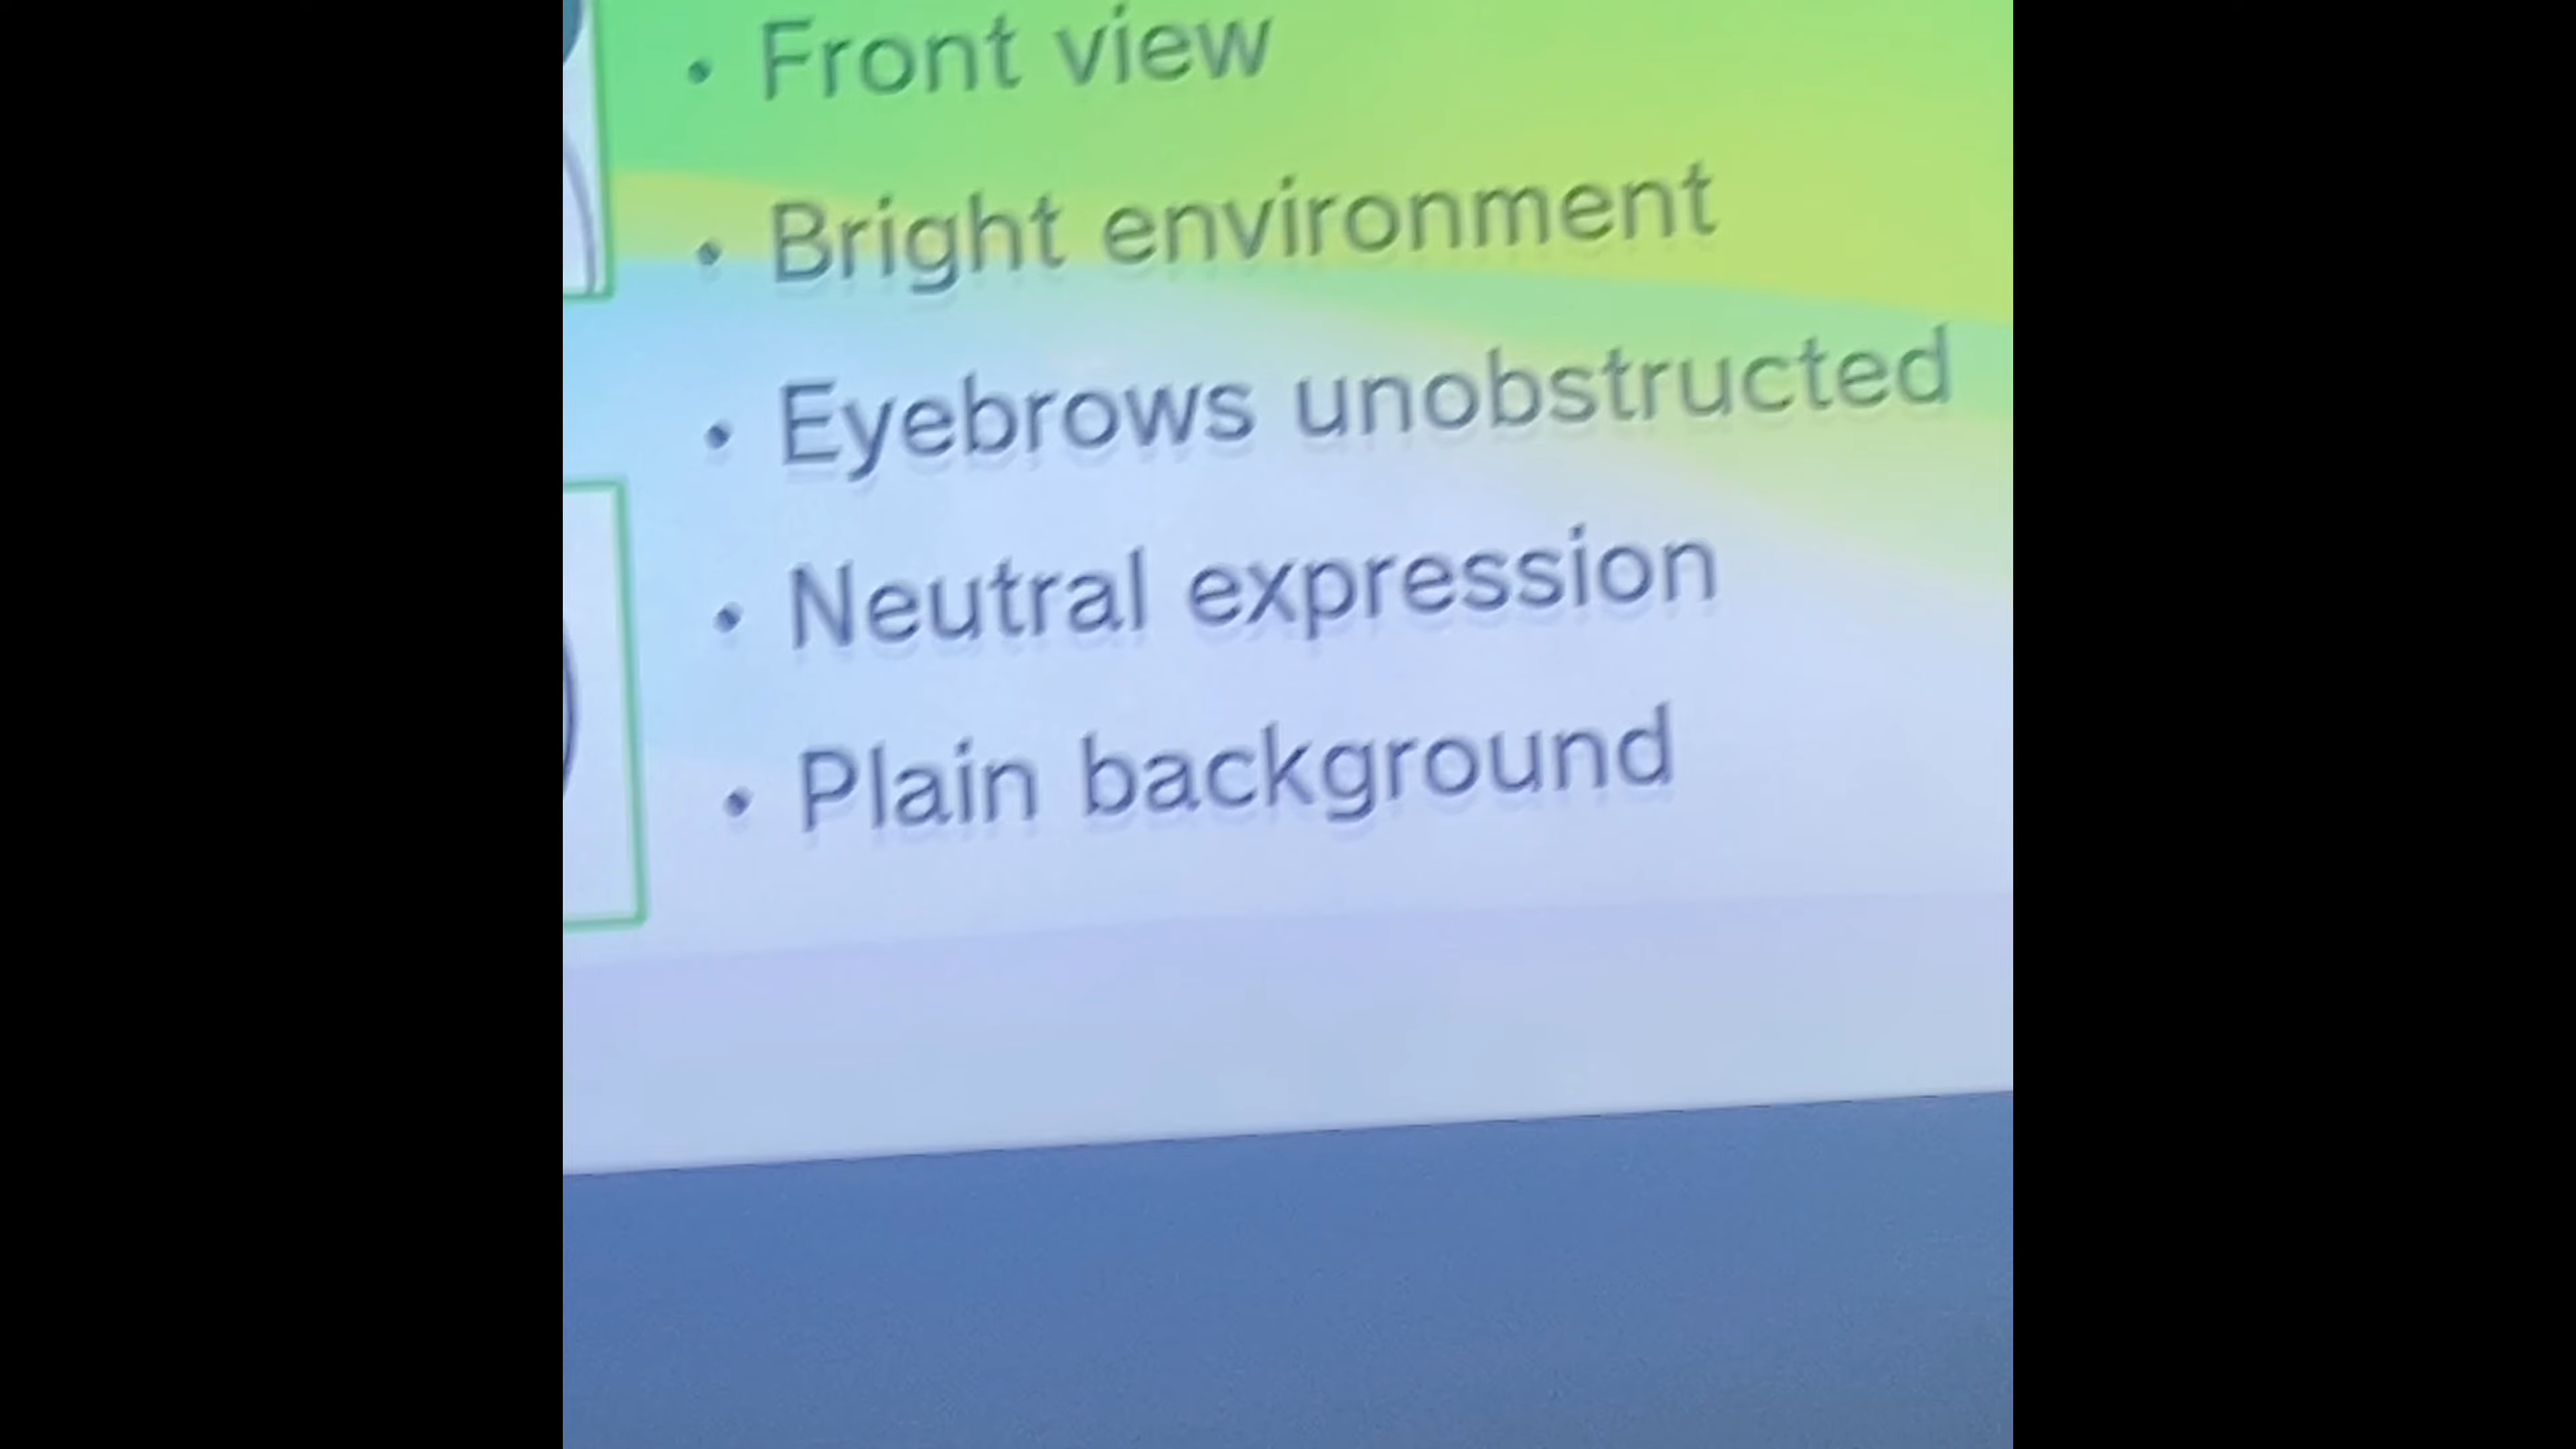 • Front view
• Bright environment
• Eyebrows unobstructed
• Neutral expression
• Plain background